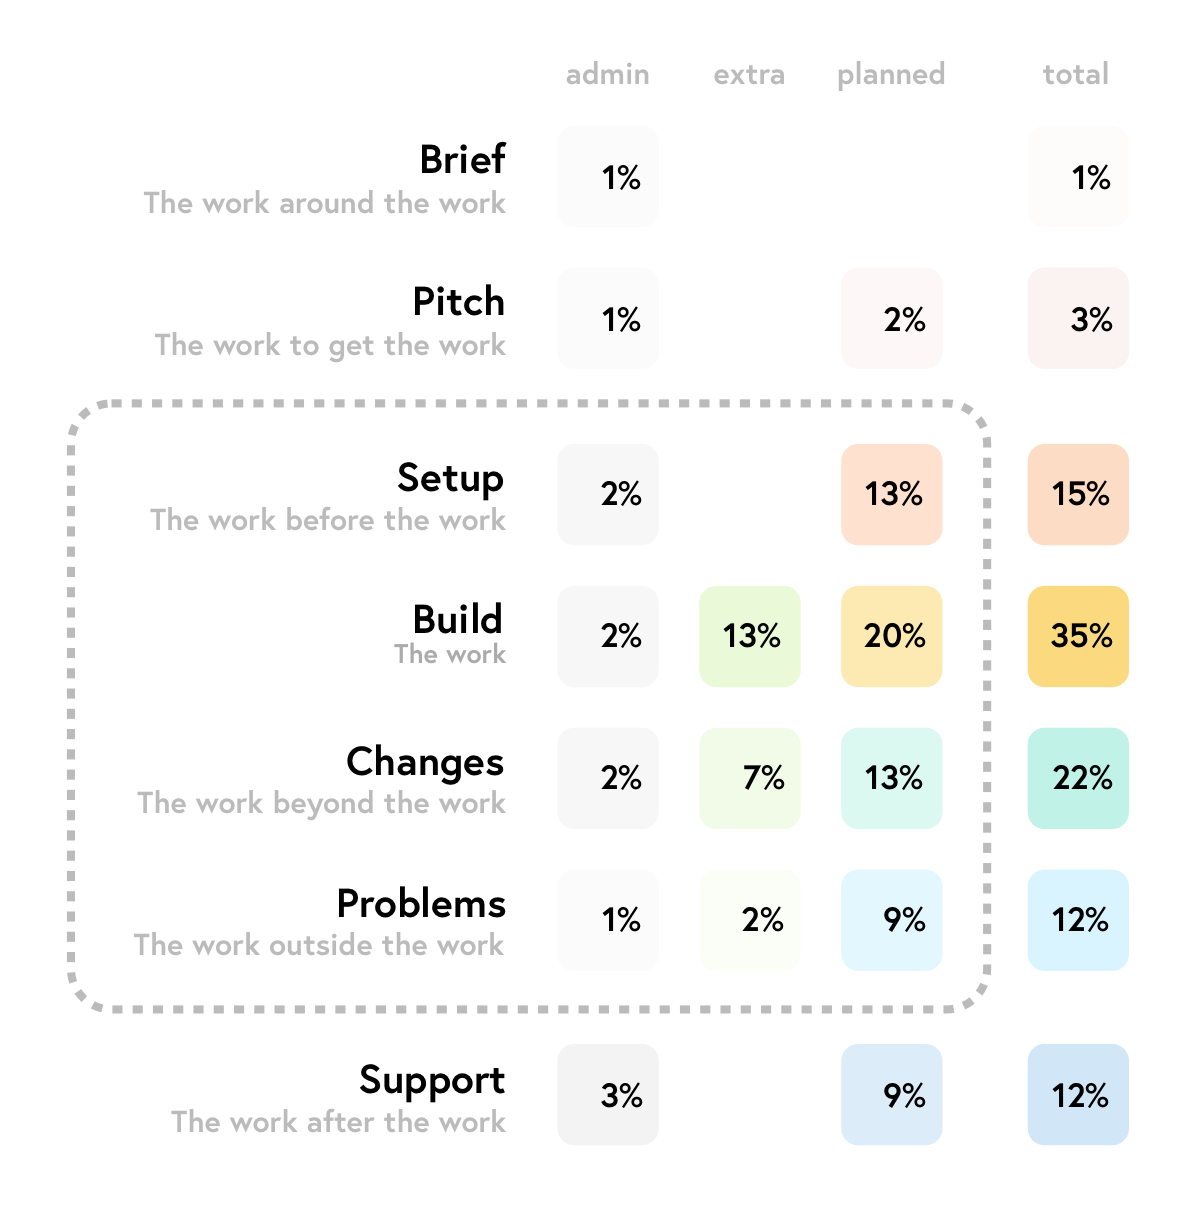 admin extra planned total
Brief
The work around the work
1% 1%
Pitch
The work to get the work
1% 2% 3%
Setup
The work before the work
2% 13% 15%
Build
The work
2% 13% 20% 35%
Changes
The work beyond the work
2% 7% 13% 22%
Problems
The work outside the work
1% 2% 9% 12%
Support
The work after the work
3% 9% 12%